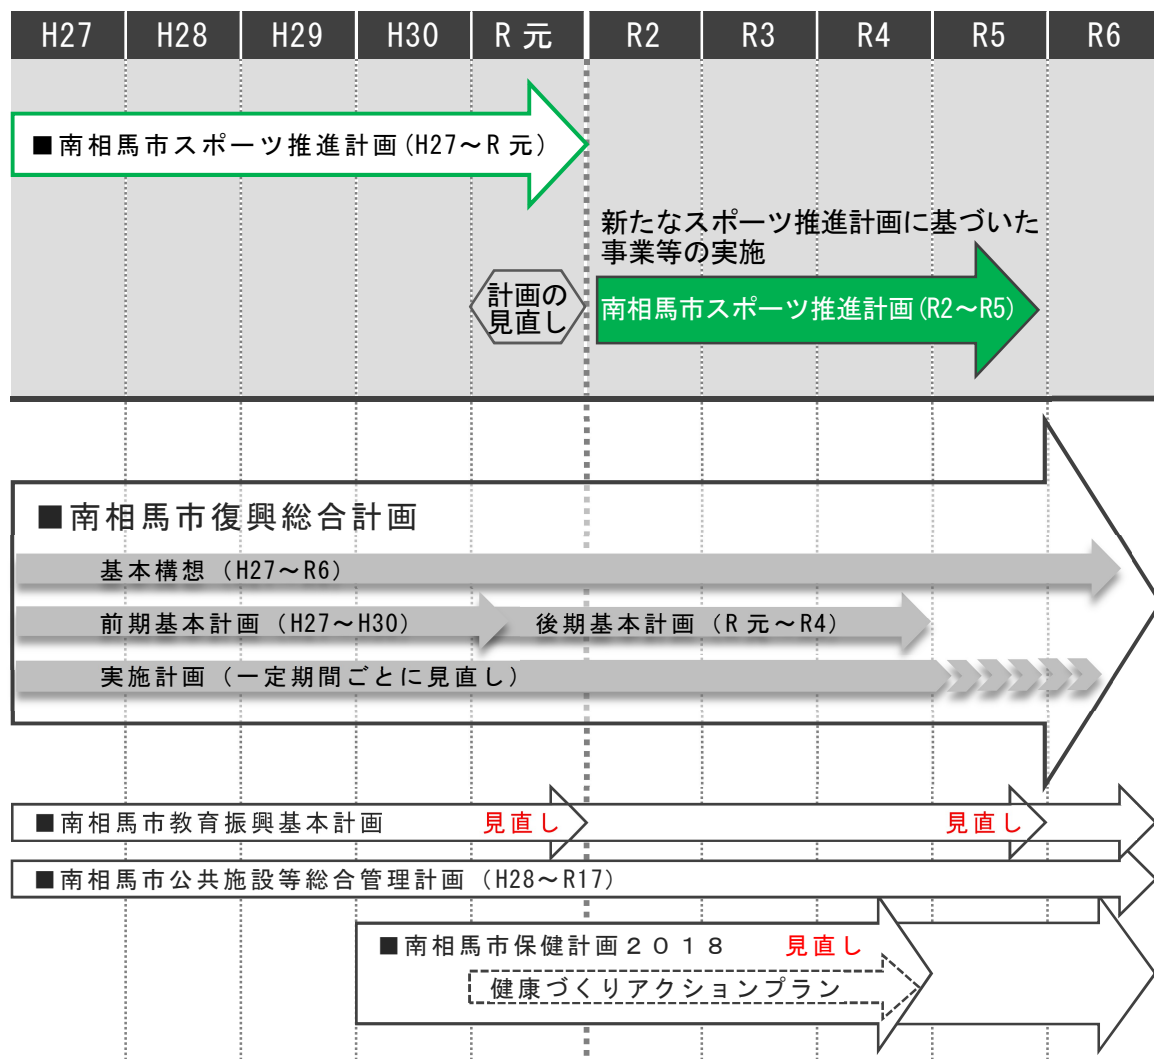 H27 H28 H29 H30 R元 R2 R3 R4 R5 R6
■南相馬市スポーツ推進計画(H27～R元)
新たなスポーツ推進計画に基づいた
事業等の実施
計画の
見直し
南相馬市スポーツ推進計画(R2～R5)
■南相馬市復興総合計画
基本構想（H27～R6）
前期基本計画（H27～H30） 後期基本計画（R元～R4）
実施計画（一定期間ごとに見直し）
■南相馬市教育振興基本計画 見直し 見直し
■南相馬市公共施設等総合管理計画（H28～R17）
■南相馬市保健計画２０１８ 見直し
健康づくりアクションプラン